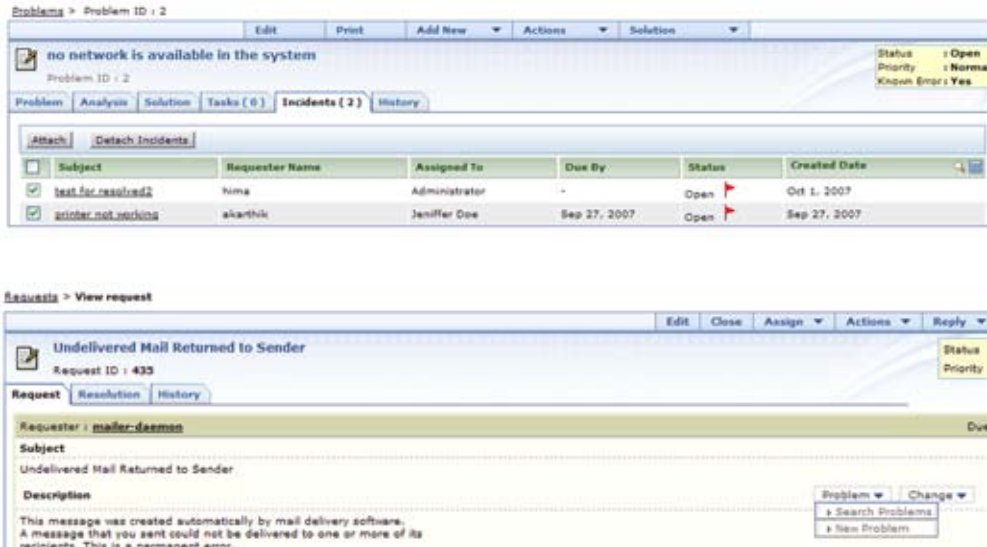 Problems > Problem ID : 2
Edit Print Add New Actions Solution
no network is available in the system
Problem ID : 2
Status : Open
Priority : Norma
Known Error : Yes
Problem Analysis Solution Tasks ( 0 ) Incidents ( 2 ) History
Attach Detach Incidents
Subject Requester Name Assigned To Due By Status Created Date
test for resolved2 hima Administrator - Open Oct 1, 2007
printer not working akarthik Jeniffer Doe Sep 27, 2007 Open Sep 27, 2007
Requests > View request
Edit Close Assign Actions Reply
Undelivered Mail Returned to Sender
Request ID : 435
Status
Priority
Request Resolution History
Requester : mailer-daemon Due
Subject
Undelivered Mail Returned to Sender
Description
Problem Change
Search Problems
New Problem
This message was created automatically by mail delivery software.
A message that you sent could not be delivered to one or more of its
recipients. This is a permanent error.